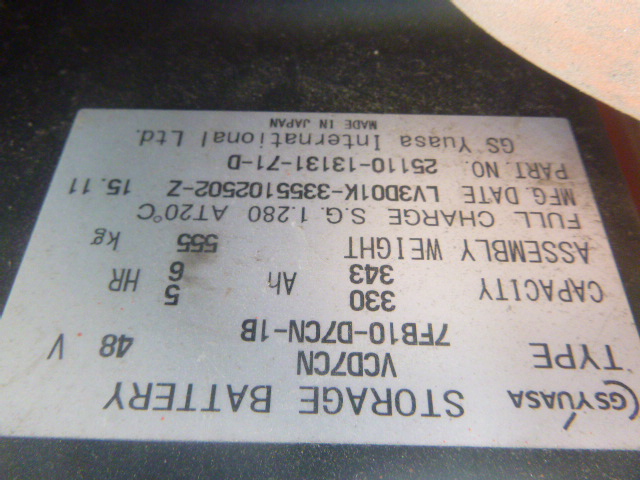 GS YUASA STORAGE BATTERY
TYPE VCD7CN 48 V
7FB10-D7CN-1B
CAPACITY 330 Ah 5 HR
343 6
ASSEMBLY WEIGHT 555 kg
FULL CHARGE S.G. 1.280 AT20°C
MFG. DATE LV3D01K-3355102502-Z 15.11
PART. NO. 25110-13131-71-D
GS Yuasa International Ltd.
MADE IN JAPAN